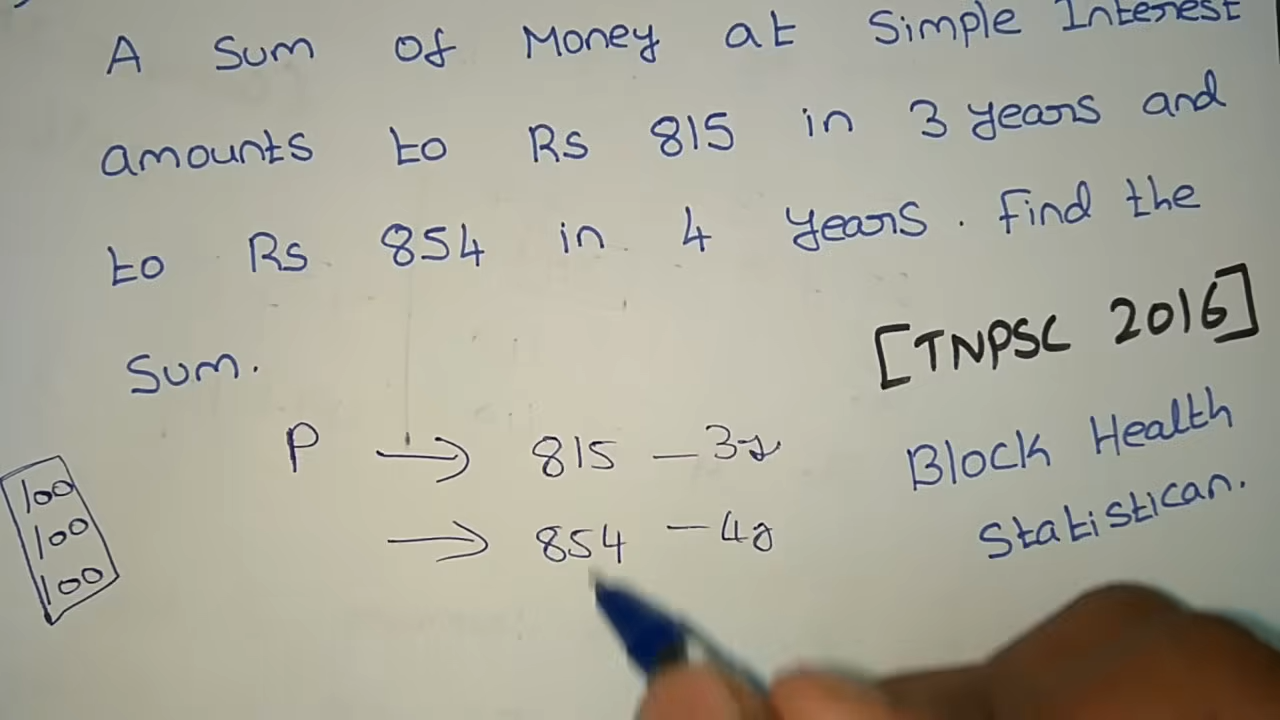 A Sum Of Money at Simple Interest
amounts to Rs 815 in 3 years and
to Rs 854 in 4 years. Find the
Sum.
[TNPSC 2016]
Block Health
Statistican.
P → 815 – 3y
→ 854 – 4y
100
100
100